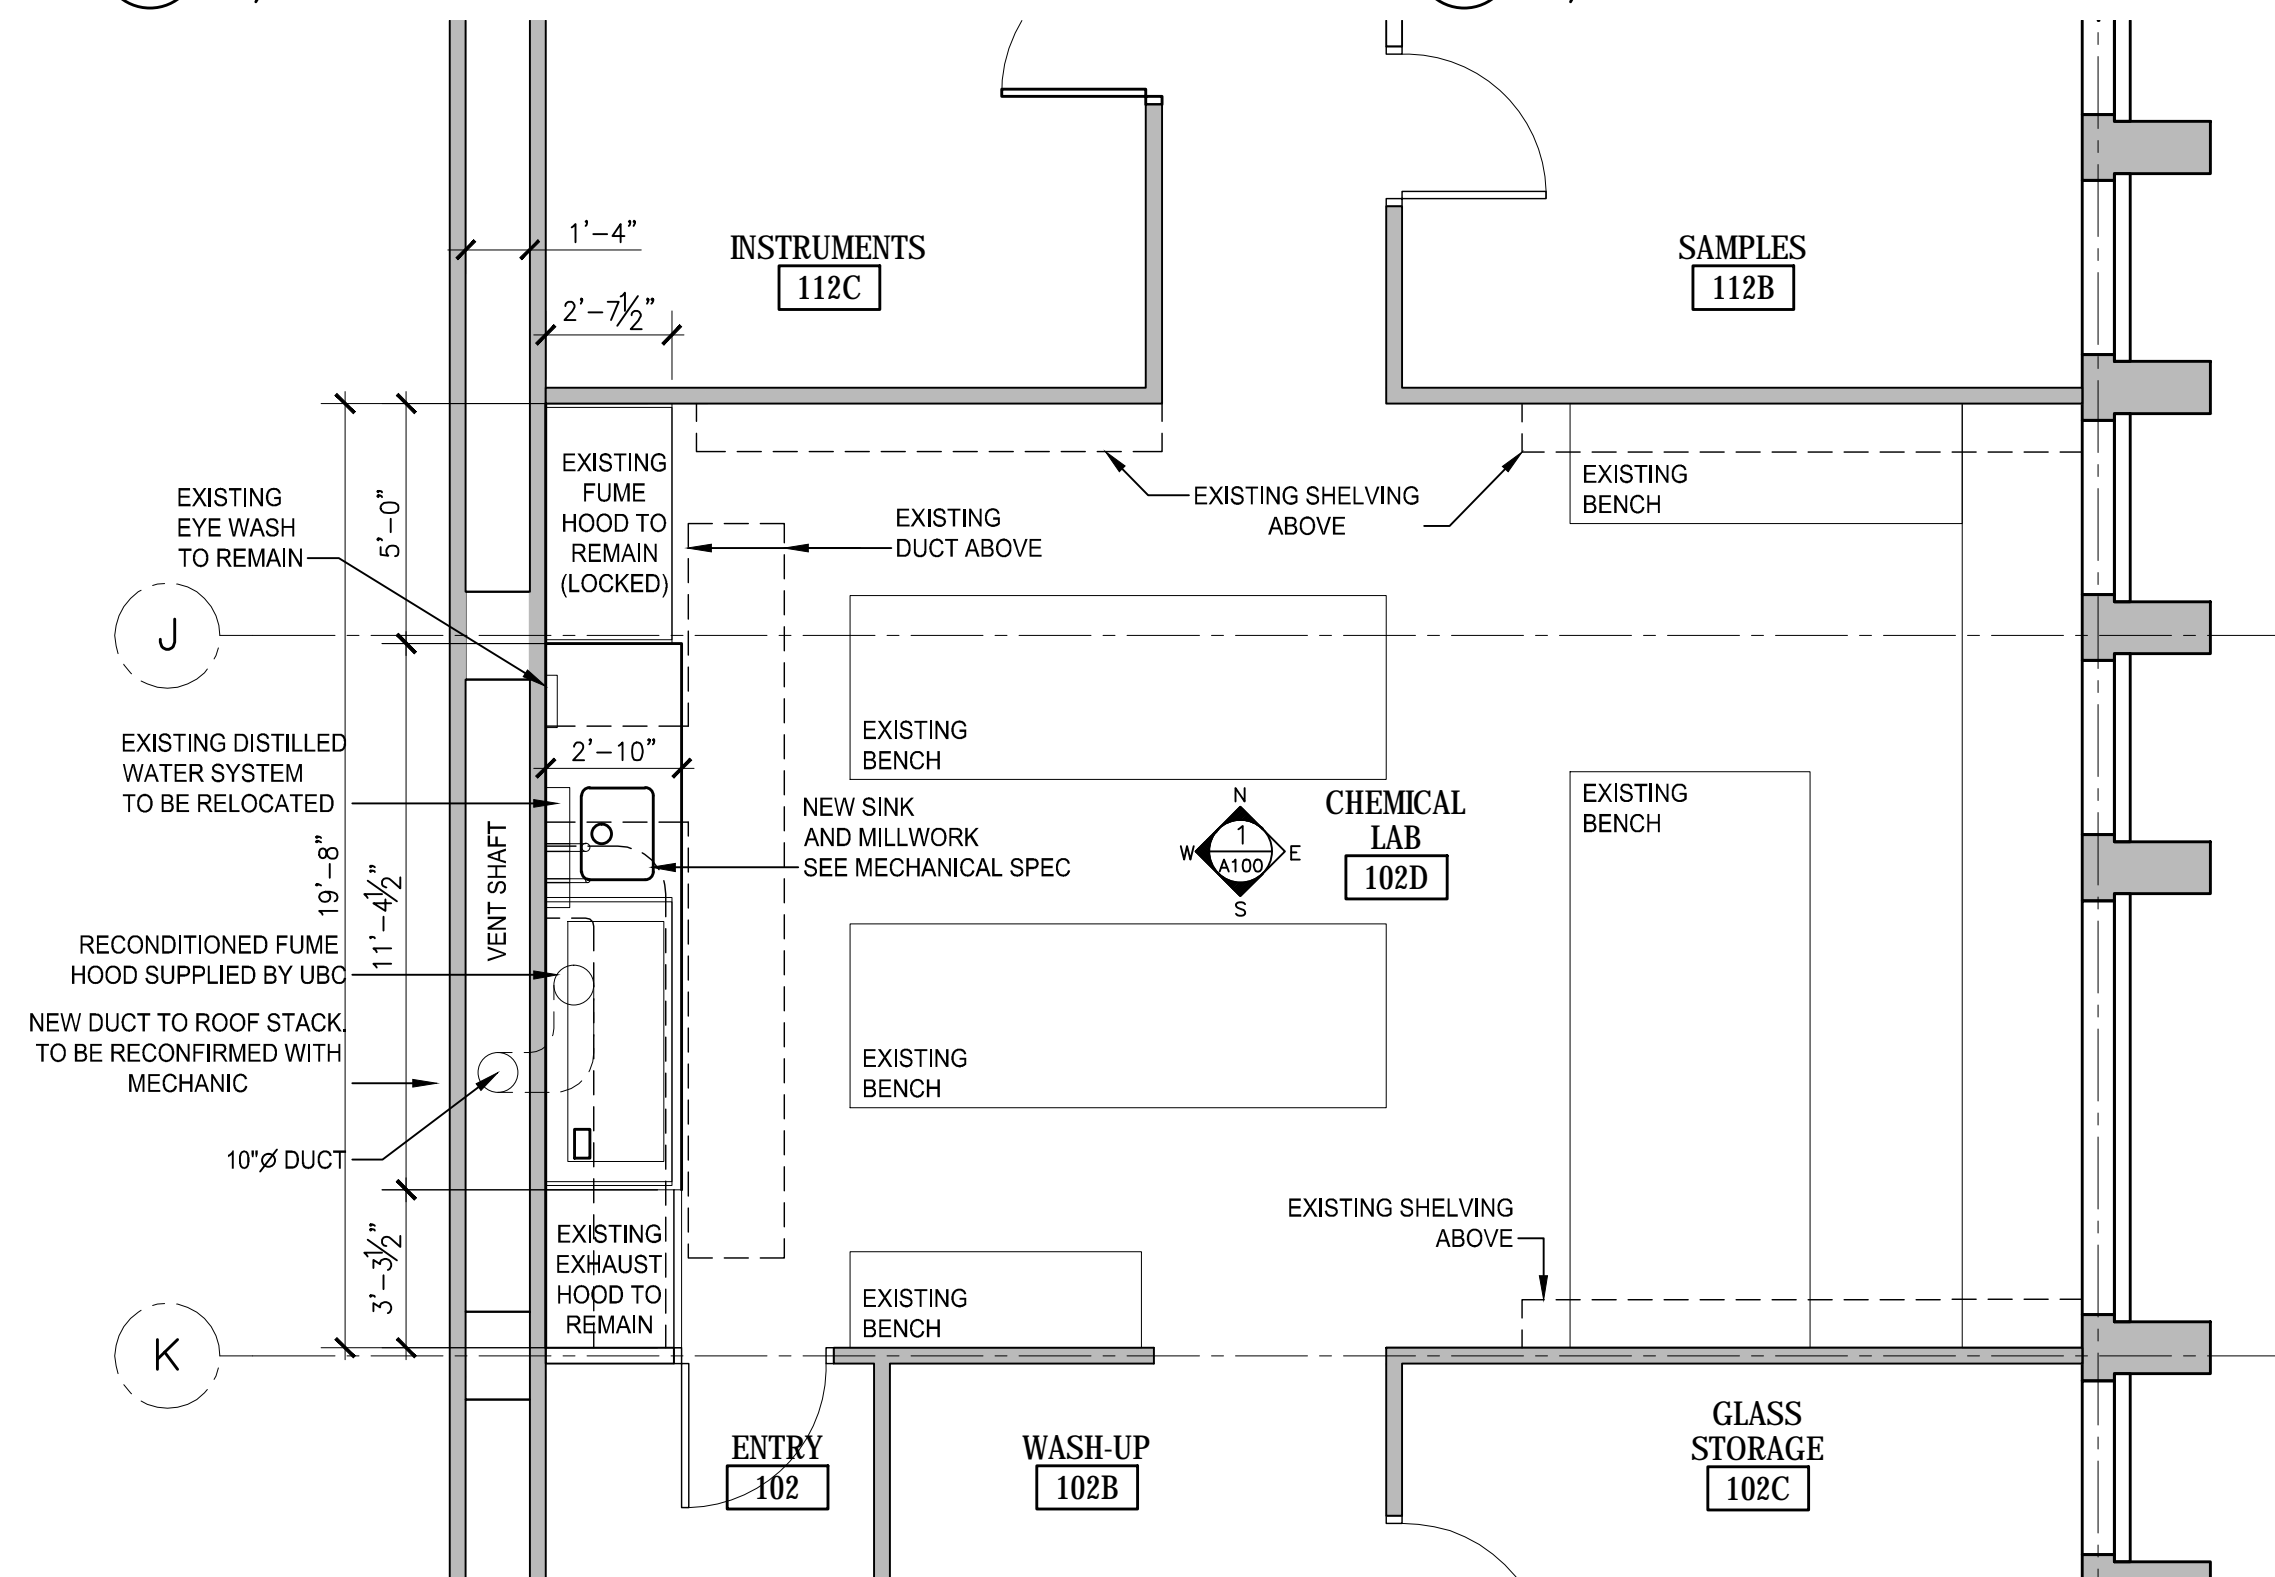 1'-4"
INSTRUMENTS
112C
SAMPLES
112B
2'-7½"
EXISTING
FUME
HOOD TO
REMAIN
(LOCKED)
EXISTING
EYE WASH
TO REMAIN
5'-0"
EXISTING
DUCT ABOVE
EXISTING SHELVING
ABOVE
EXISTING
BENCH
J
EXISTING
BENCH
EXISTING DISTILLED
WATER SYSTEM
TO BE RELOCATED
2'-10"
NEW SINK
AND MILLWORK
SEE MECHANICAL SPEC
N
W
1
A100
E
S
CHEMICAL
LAB
102D
EXISTING
BENCH
19'-8"
11'-4½"
VENT SHAFT
RECONDITIONED FUME
HOOD SUPPLIED BY UBC
NEW DUCT TO ROOF STACK.
TO BE RECONFIRMED WITH
MECHANIC
10"Ø DUCT
EXISTING
BENCH
3'-3½"
EXISTING
EXHAUST
HOOD TO
REMAIN
EXISTING SHELVING
ABOVE
EXISTING
BENCH
K
ENTRY
102
WASH-UP
102B
GLASS
STORAGE
102C